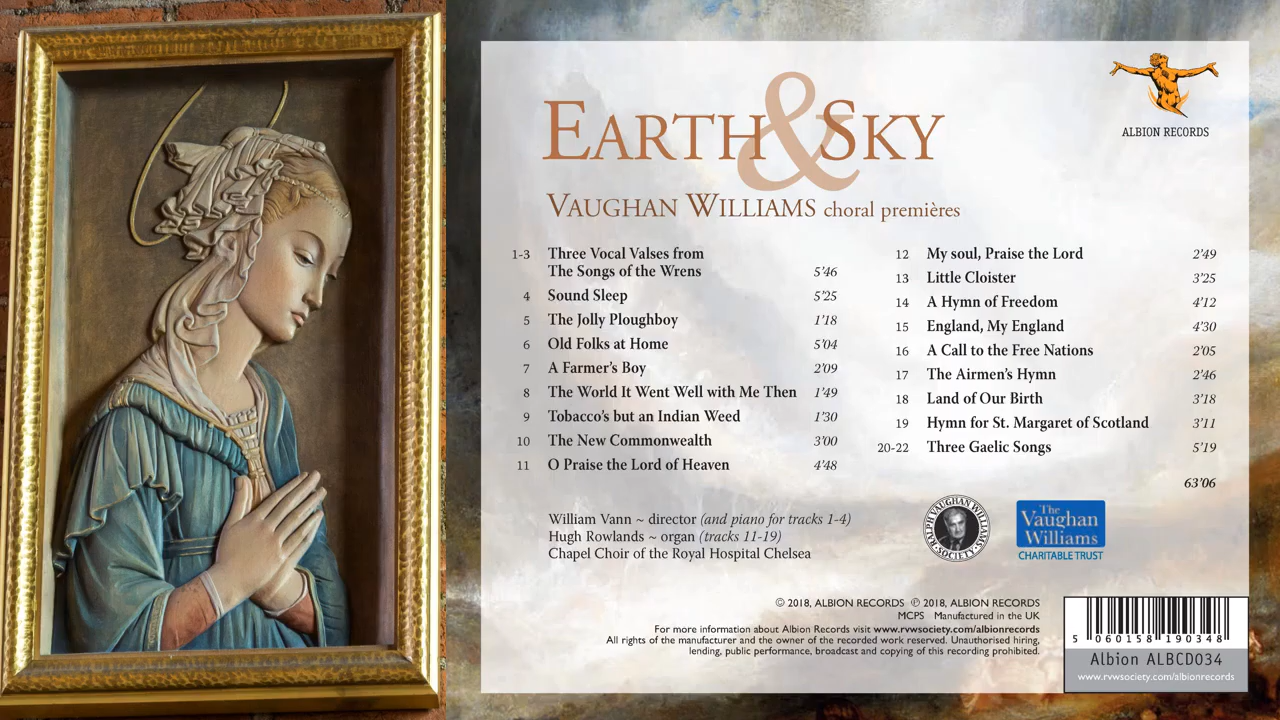 EARTH & SKY
VAUGHAN WILLIAMS choral premières
ALBION RECORDS
1-3 Three Vocal Valses from
The Songs of the Wrens 5’46
4 Sound Sleep 5’25
5 The Jolly Ploughboy 1’18
6 Old Folks at Home 5’04
7 A Farmer’s Boy 2’09
8 The World It Went Well with Me Then 1’49
9 Tobacco’s but an Indian Weed 1’30
10 The New Commonwealth 3’00
11 O Praise the Lord of Heaven 4’48
12 My soul, Praise the Lord 2’49
13 Little Cloister 3’25
14 A Hymn of Freedom 4’12
15 England, My England 4’30
16 A Call to the Free Nations 2’05
17 The Airmen’s Hymn 2’46
18 Land of Our Birth 3’18
19 Hymn for St. Margaret of Scotland 3’11
20-22 Three Gaelic Songs 5’19
63’06
William Vann ~ director (and piano for tracks 1-4)
Hugh Rowlands ~ organ (tracks 11-19)
Chapel Choir of the Royal Hospital Chelsea
RALPH VAUGHAN WILLIAMS
·SOCIETY·
The
Vaughan
Williams
CHARITABLE TRUST
© 2018, ALBION RECORDS ℗ 2018, ALBION RECORDS
MCPS Manufactured in the UK
For more information about Albion Records visit www.rvwsociety.com/albionrecords
All rights of the manufacturer and the owner of the recorded work reserved. Unauthorised hiring,
lending, public performance, broadcast and copying of this recording prohibited.
5 060158 190348
Albion ALBCD034
www.rvwsociety.com/albionrecords